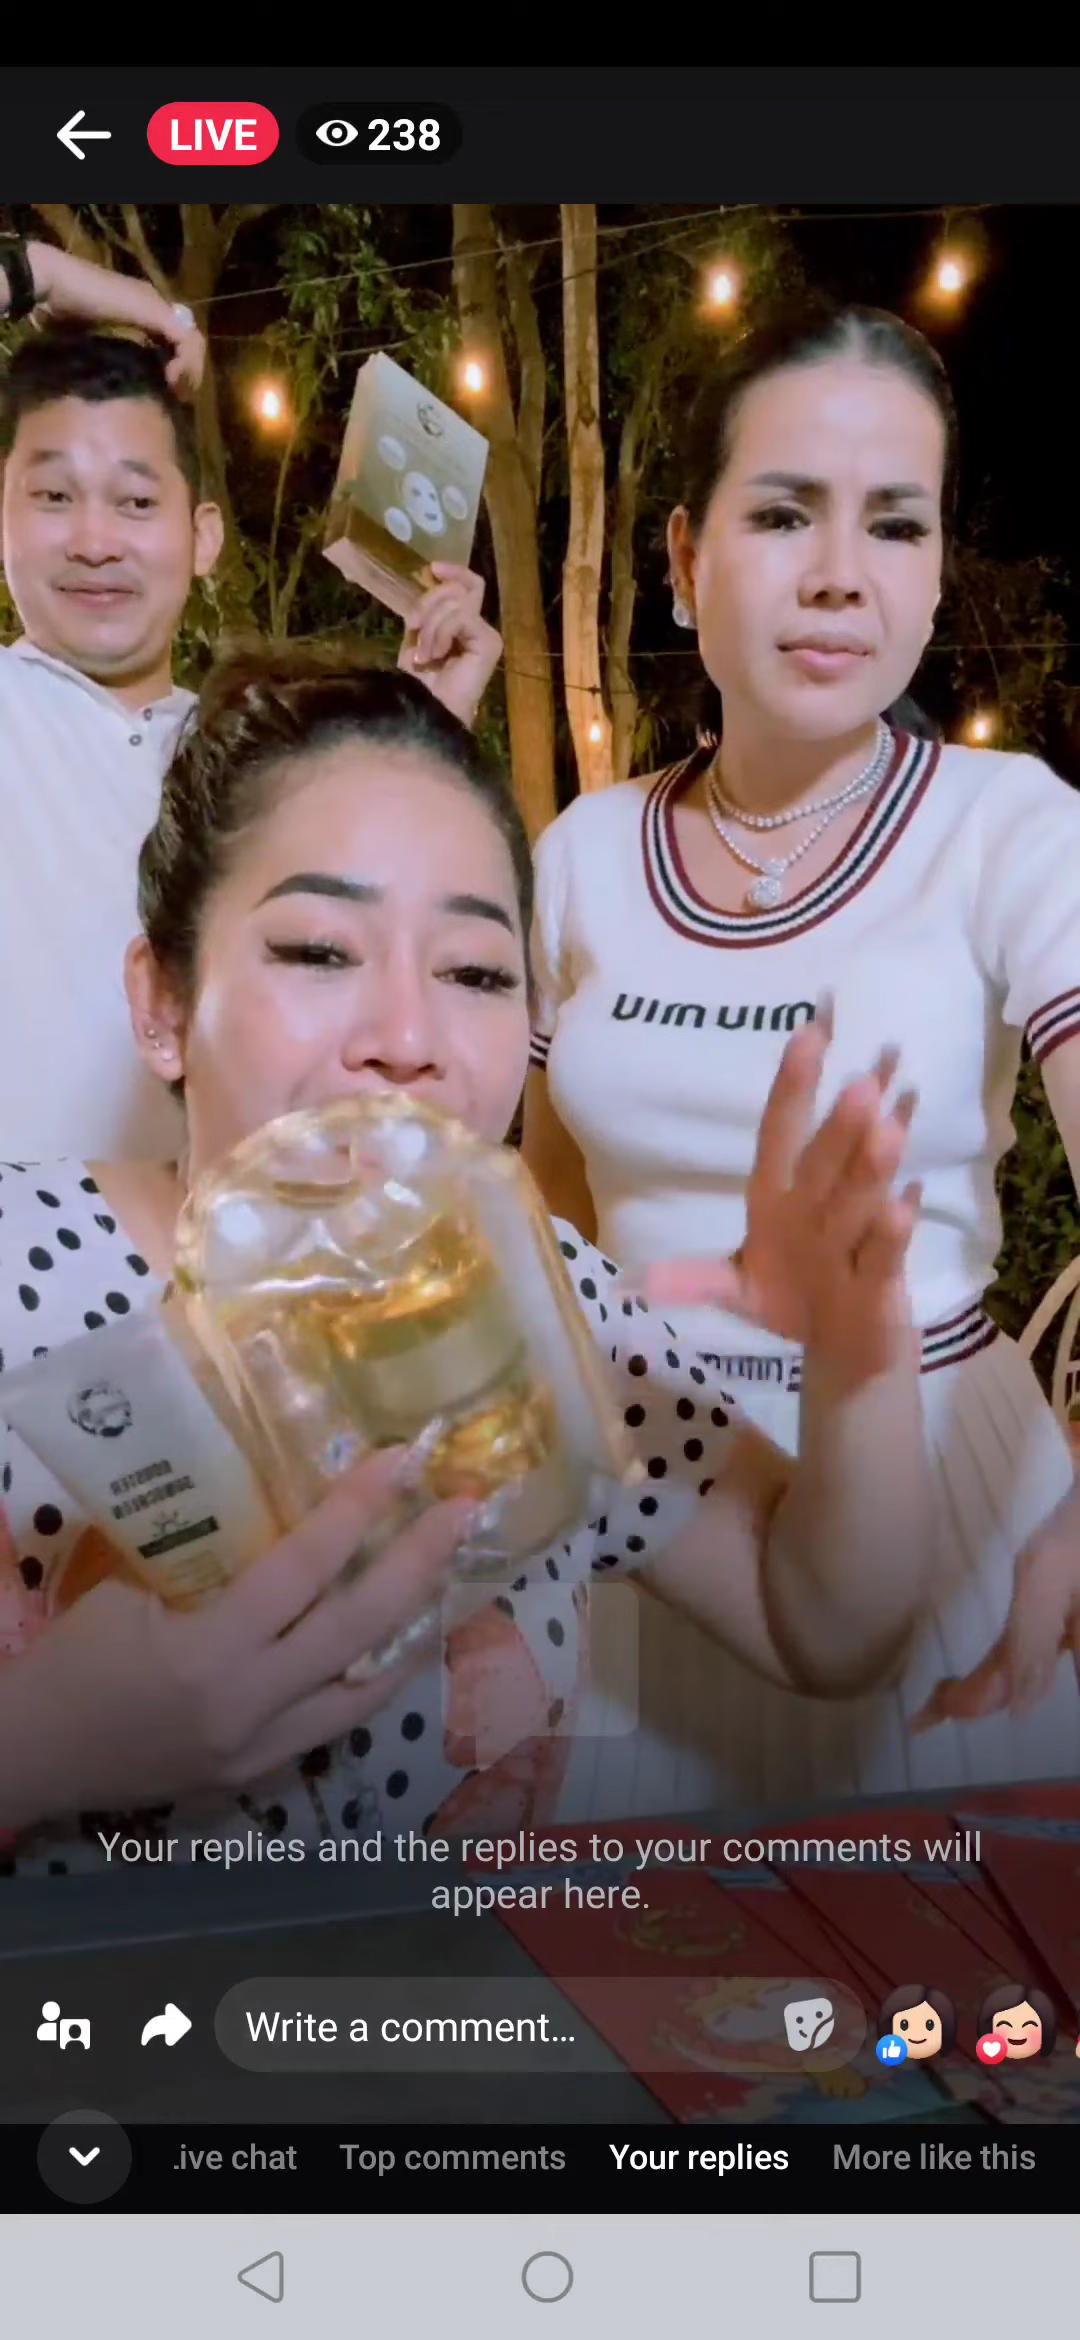 LIVE
238
Your replies and the replies to your comments will
appear here.
Write a comment...
.ive chat
Top comments
Your replies
More like this